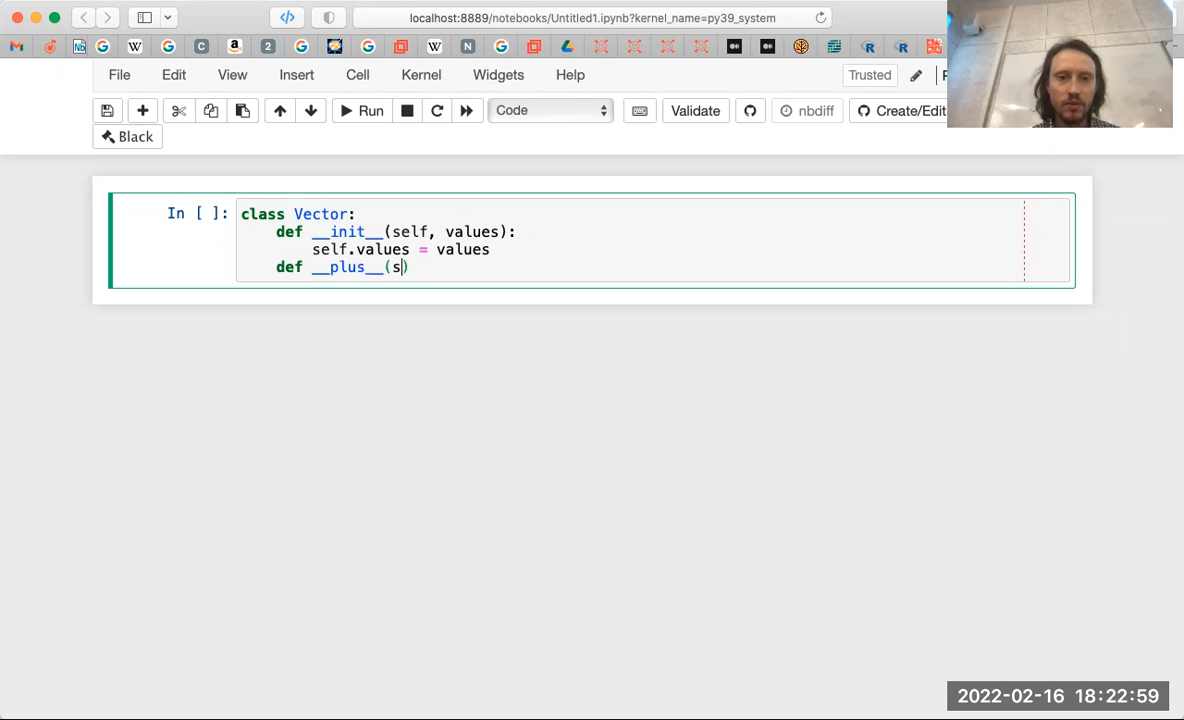 localhost:8889/notebooks/Untitled1.ipynb?kernel_name=py39_system
File Edit View Insert Cell Kernel Widgets Help Trusted
Run Code Validate nbdiff Create/Edit
Black
In [ ]: class Vector:
def __init__(self, values):
self.values = values
def __plus__(s)
2022-02-16 18:22:59